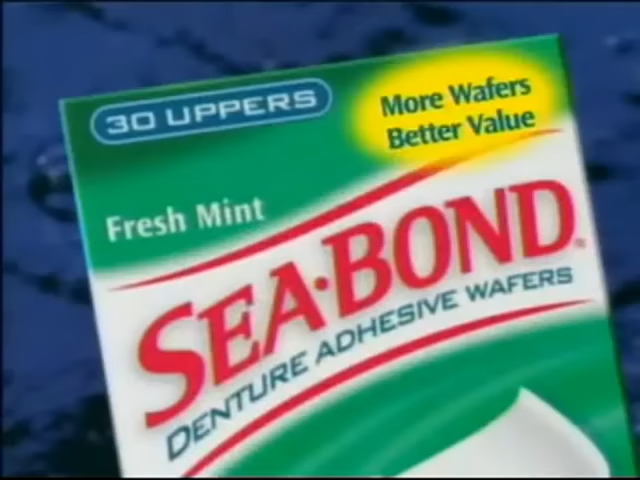 30 UPPERS
More Wafers
Better Value
Fresh Mint
SEA·BOND
DENTURE ADHESIVE WAFERS